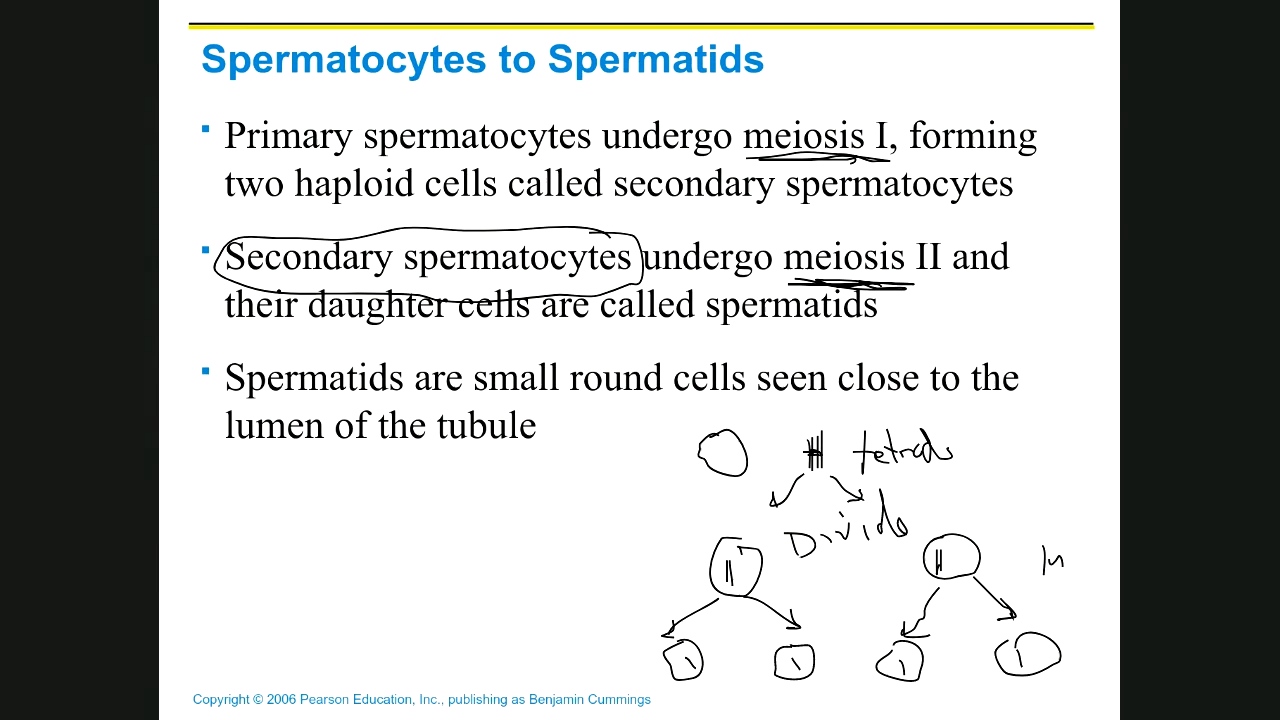 Spermatocytes to Spermatids
Primary spermatocytes undergo meiosis I, forming
two haploid cells called secondary spermatocytes
Secondary spermatocytes undergo meiosis II and
their daughter cells are called spermatids
Spermatids are small round cells seen close to the
lumen of the tubule
tetrads
Divide
Copyright © 2006 Pearson Education, Inc., publishing as Benjamin Cummings